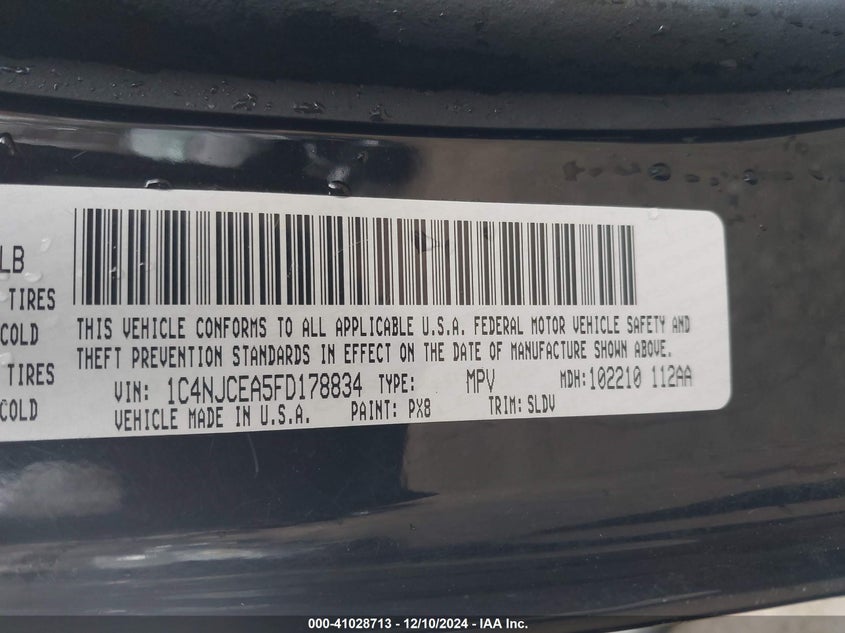 LB
TIRES
COLD
TIRES
COLD
THIS VEHICLE CONFORMS TO ALL APPLICABLE U.S.A. FEDERAL MOTOR VEHICLE SAFETY AND
THEFT PREVENTION STANDARDS IN EFFECT ON THE DATE OF MANUFACTURE SHOWN ABOVE.
VIN: 1C4NJCEA5FD178834 TYPE: MPV MDH:102210 112AA
VEHICLE MADE IN U.S.A. PAINT: PX8 TRIM: SLDV
000-41028713 - 12/10/2024 - IAA Inc.